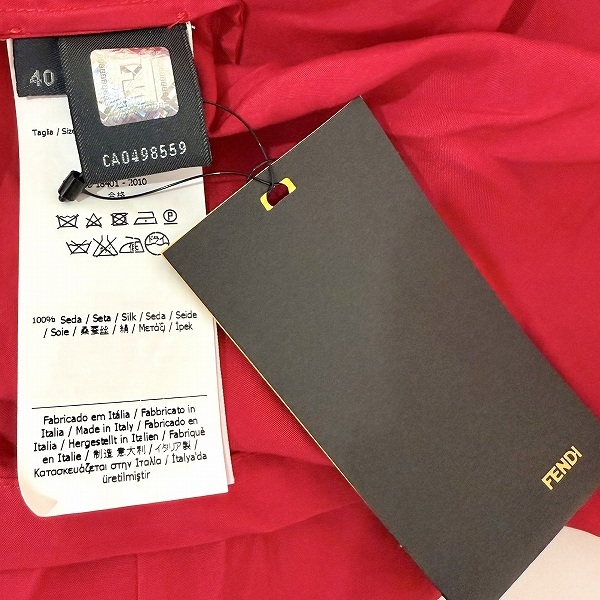 40
CA0498559
Taglia / Size
18401 - 2010
合格
100% Seda / Seta / Silk / Seda / Seide
/ Soie / 桑蚕丝 / 絹 / Μετάξι / İpek
Fabricado em Itália / Fabbricato in
Italia / Made in Italy / Fabricado en
Italia / Hergestellt in Italien / Fabriqué
en Italie / 制造 意大利 / イタリア製 /
Κατασκευάζεται στην Ιταλία / İtalya'da
üretilmiştir
FENDI